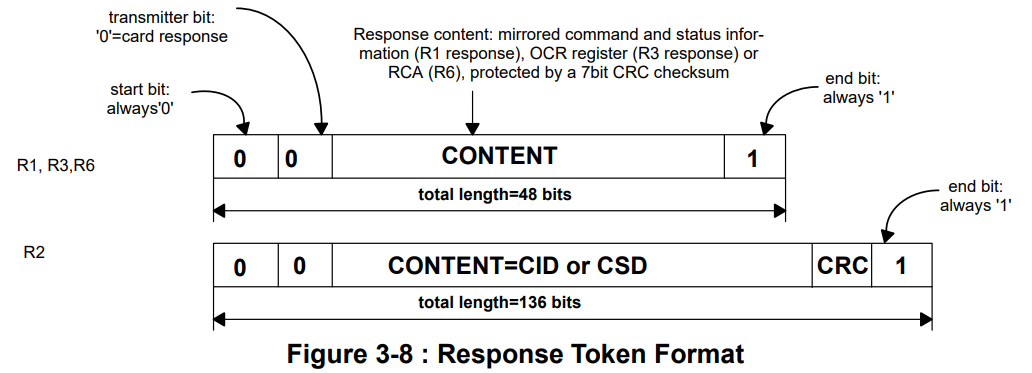 transmitter bit:
'0'=card response
Response content: mirrored command and status infor-
mation (R1 response), OCR register (R3 response) or
RCA (R6), protected by a 7bit CRC checksum
start bit:
always'0'
end bit:
always '1'
R1, R3,R6
0 0 CONTENT 1
total length=48 bits
end bit:
always '1'
R2
0 0 CONTENT=CID or CSD CRC 1
total length=136 bits
Figure 3-8 : Response Token Format